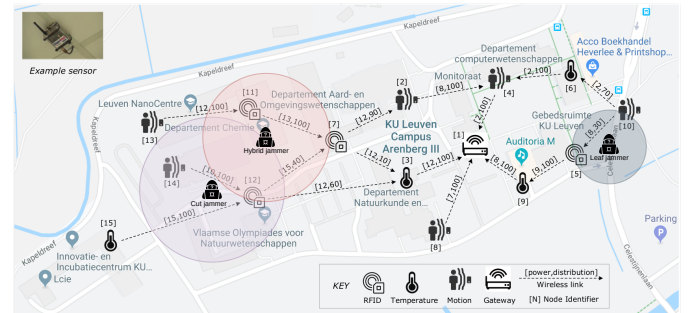 Example sensor
Kapeldreef
Kapeldreef
Kapeldreef
Kapeldreef
Departement
computerwetenschappen
Acco Boekhandel
Heverlee & Printshop...
Monitoraat
[2,100]
[6]
[4]
[2,70]
[2]
[8,100]
[11]
Leuven NanoCentre
[12,100]
Departement Aard- en
Omgevingswetenschappen
[7]
[12,90]
[2,100]
Gebedsruimte
KU Leuven
[10]
[13]
Departement Chemie
[13,100]
KU Leuven
Campus
Arenberg III
[1]
Auditoria M
[8,30]
Hybrid jammer
Leaf jammer
[12,10]
[3]
[12,100]
[8,100]
[9,100]
[5]
[14]
[10,100]
[12]
[15,40]
Cut jammer
[12,60]
Departement
Natuurkunde en...
[7,100]
[9]
[15]
[15,100]
Vlaamse Olympiades voor
Natuurwetenschappen
[8]
Innovatie- en
Incubatiecentrum KU...
Lcie
Parking
Celestijnenlaan
KEY
RFID
Temperature
Motion
Gateway
[power,distribution]
Wireless link
[N] Node Identifier